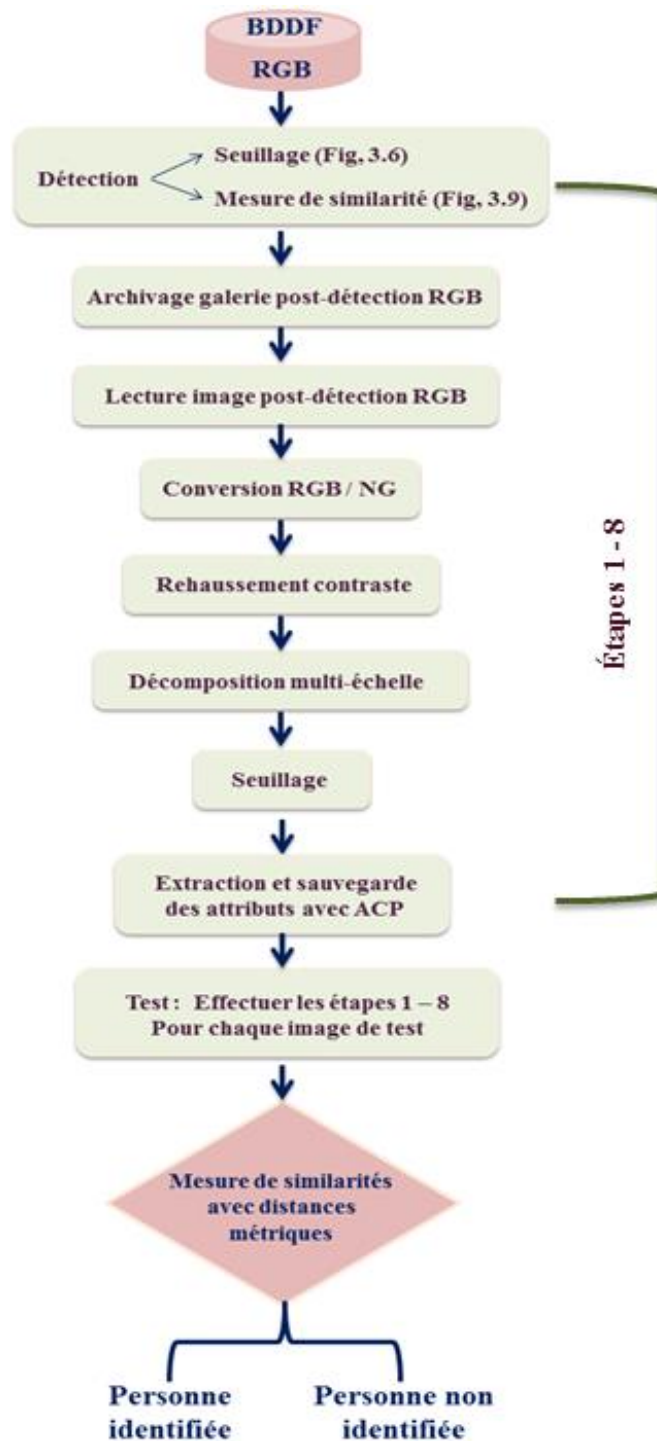 BDDF
RGB
Détection
Seuillage (Fig, 3.6)
Mesure de similarité (Fig, 3.9)
Archivage galerie post-détection RGB
Lecture image post-détection RGB
Conversion RGB / NG
Rehaussement contraste
Décomposition multi-échelle
Seuillage
Extraction et sauvegarde
des attributs avec ACP
Étapes 1 - 8
Test : Effectuer les étapes 1 – 8
Pour chaque image de test
Mesure de similarités
avec distances
métriques
Personne
identifiée
Personne non
identifiée